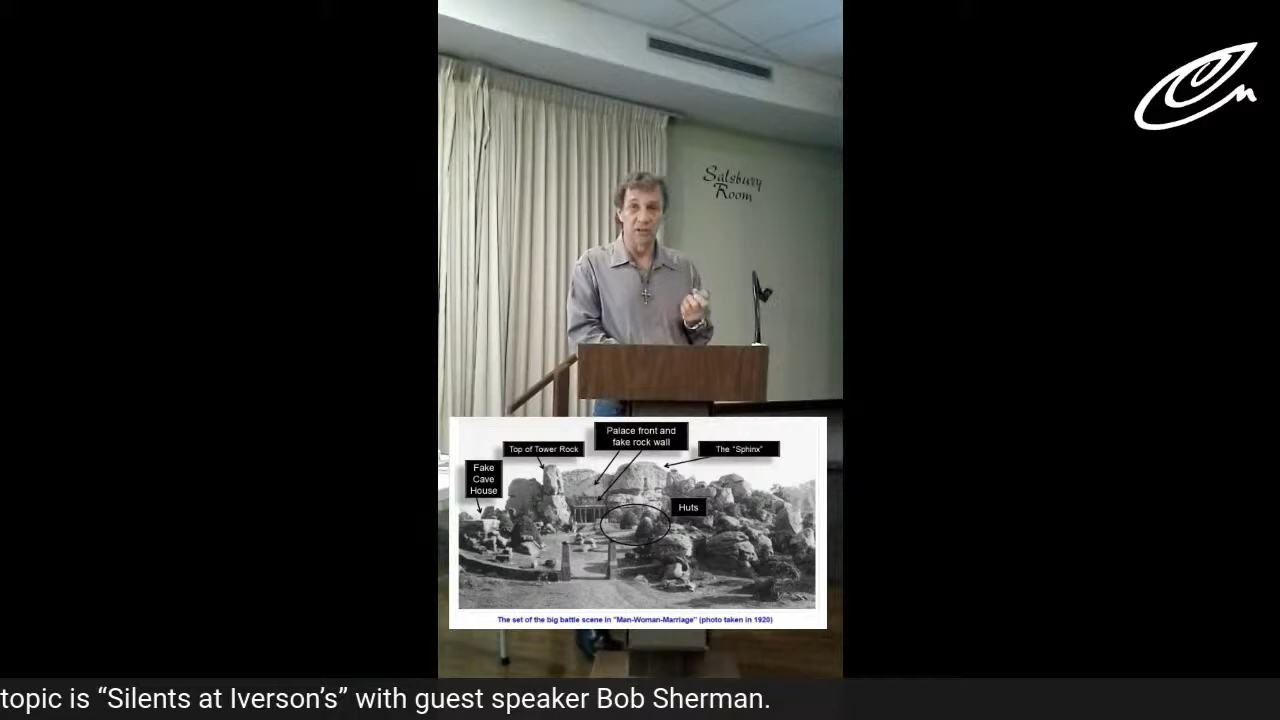 Salsbury
Room
Palace front and
fake rock wall
Top of Tower Rock
The "Sphinx"
Fake
Cave
House
Huts
The set of the big battle scene in "Man-Woman-Marriage" (photo taken in 1920)
topic is “Silents at Iverson’s” with guest speaker Bob Sherman.